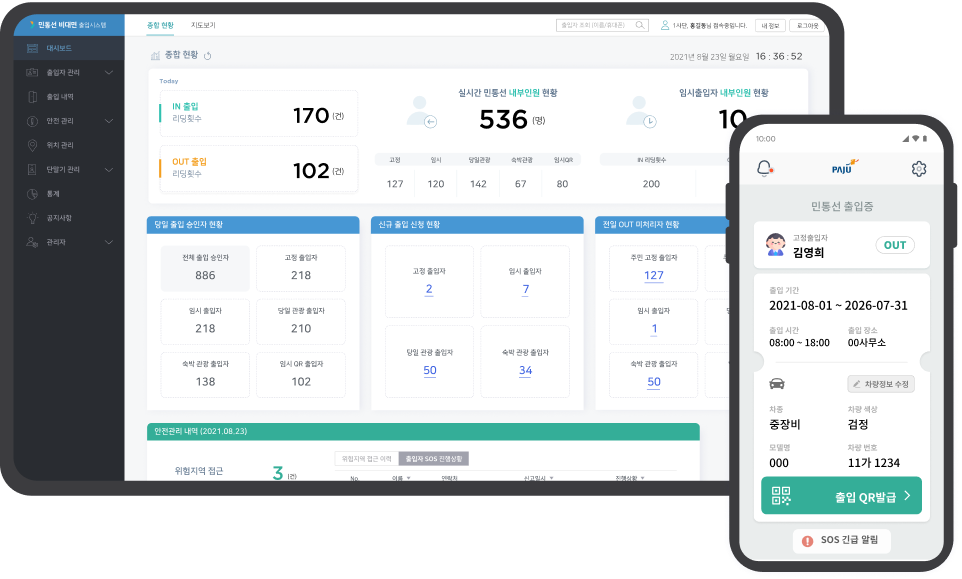 민통선 비대면 출입시스템
종합 현황 지도보기
출입자 조회 (이름/휴대폰)
1사단, 홍길동님 접속중입니다.
내 정보
로그아웃
대시보드
출입자 관리
출입 내역
안전 관리
위치 관리
단말기 관리
통계
공지사항
관리자
종합 현황
2021년 8월 23일 월요일 16 : 36 : 52
Today
IN 출입
리딩횟수
170 (건)
OUT 출입
리딩횟수
102 (건)
실시간 민통선 내부인원 현황
536 (명)
고정 임시 당일관광 숙박관광 임시QR
127 120 142 67 80
임시출입자 내부인원 현황
10
IN 리딩횟수
200
당일 출입 승인자 현황
전체 출입 승인자
886
고정 출입자
218
임시 출입자
218
당일 관광 출입자
210
숙박 관광 출입자
138
임시 QR 출입자
102
신규 출입 신청 현황
고정 출입자
2
임시 출입자
7
당일 관광 출입자
50
숙박 관광 출입자
34
전일 OUT 미처리자 현황
주민 고정 출입자
127
임시 출입자
1
숙박 관광 출입자
50
안전관리 내역 (2021.08.23)
위험지역 접근
3 (건)
위험지역 접근 이력
출입자 SOS 진행상황
No. 이름 연락처 신고일시 진행상황
10:00
PAJU
민통선 출입증
고정출입자
김영희
OUT
출입 기간
2021-08-01 ~ 2026-07-31
출입 시간 출입 장소
08:00 ~ 18:00 00사무소
차량정보 수정
차종 차량 색상
중장비 검정
모델명 차량 번호
000 11가 1234
출입 QR발급
SOS 긴급 알림